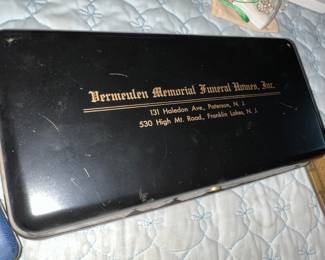 Vermeulen Memorial Funeral Homes, Inc.
131 Haledon Ave., Paterson, N. J.
530 High Mt. Road, Franklin Lakes, N. J.